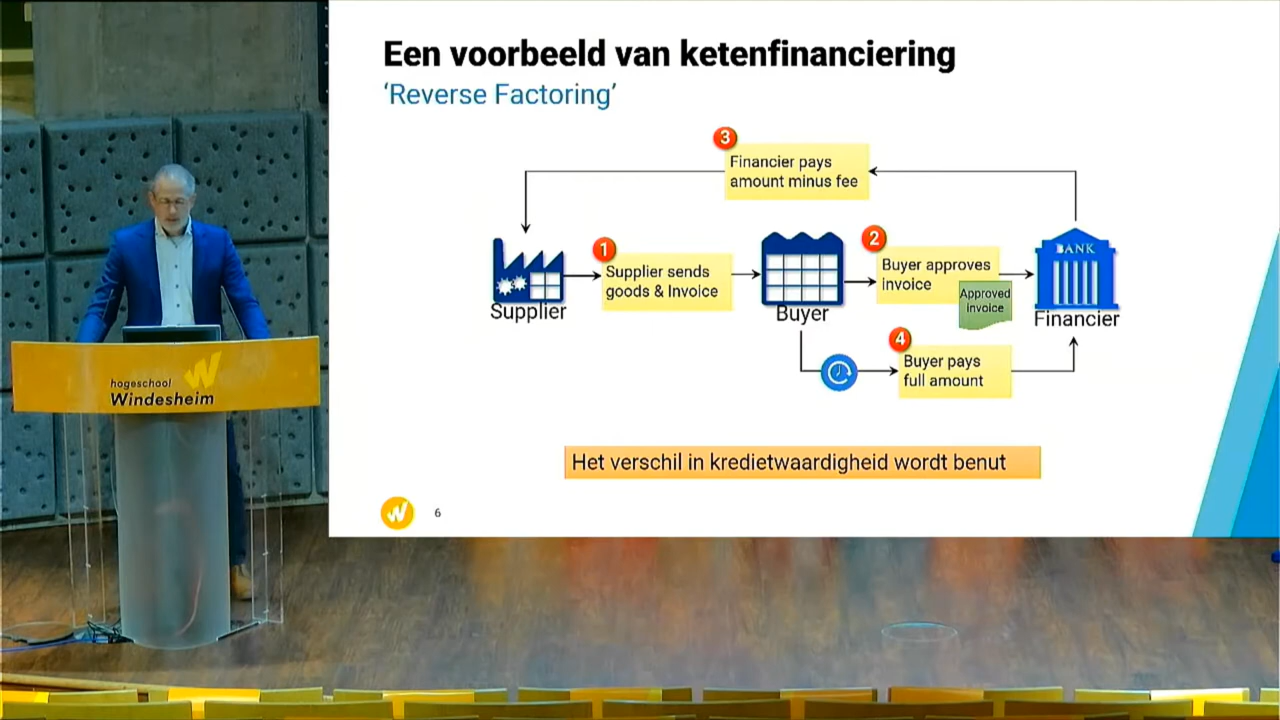 Een voorbeeld van ketenfinanciering
‘Reverse Factoring’
3
Financier pays
amount minus fee
1
Supplier sends
goods & Invoice
2
Buyer approves
invoice
Approved
invoice
BANK
Supplier
Buyer
Financier
4
Buyer pays
full amount
Het verschil in kredietwaardigheid wordt benut
6
hogeschool
Windesheim